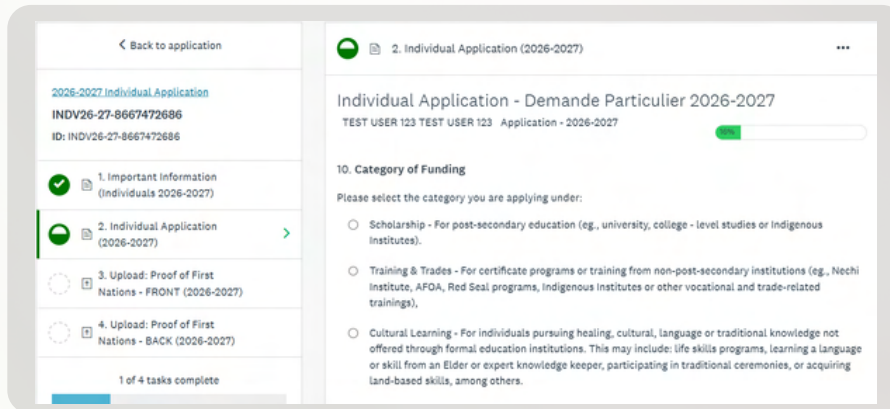 Back to application
2026-2027 Individual Application
INDV26-27-8667472686
ID: INDV26-27-8667472686
1. Important Information
(Individuals 2026-2027)
2. Individual Application
(2026-2027)
3. Upload: Proof of First
Nations - FRONT (2026-2027)
4. Upload: Proof of First
Nations - BACK (2026-2027)
1 of 4 tasks complete
2. Individual Application (2026-2027)
Individual Application - Demande Particulier 2026-2027
TEST USER 123 TEST USER 123 Application - 2026-2027
10. Category of Funding
Please select the category you are applying under:
Scholarship - For post-secondary education (eg., university, college - level studies or Indigenous
Institutes).
Training & Trades - For certificate programs or training from non-post-secondary institutions (eg., Nechi
Institute, AFOA, Red Seal programs, Indigenous Institutes or other vocational and trade-related
trainings),
Cultural Learning - For individuals pursuing healing, cultural, language or traditional knowledge not
offered through formal education institutions. This may include: life skills programs, learning a language
or skill from an Elder or expert knowledge keeper, participating in traditional ceremonies, or acquiring
land-based skills, among others.